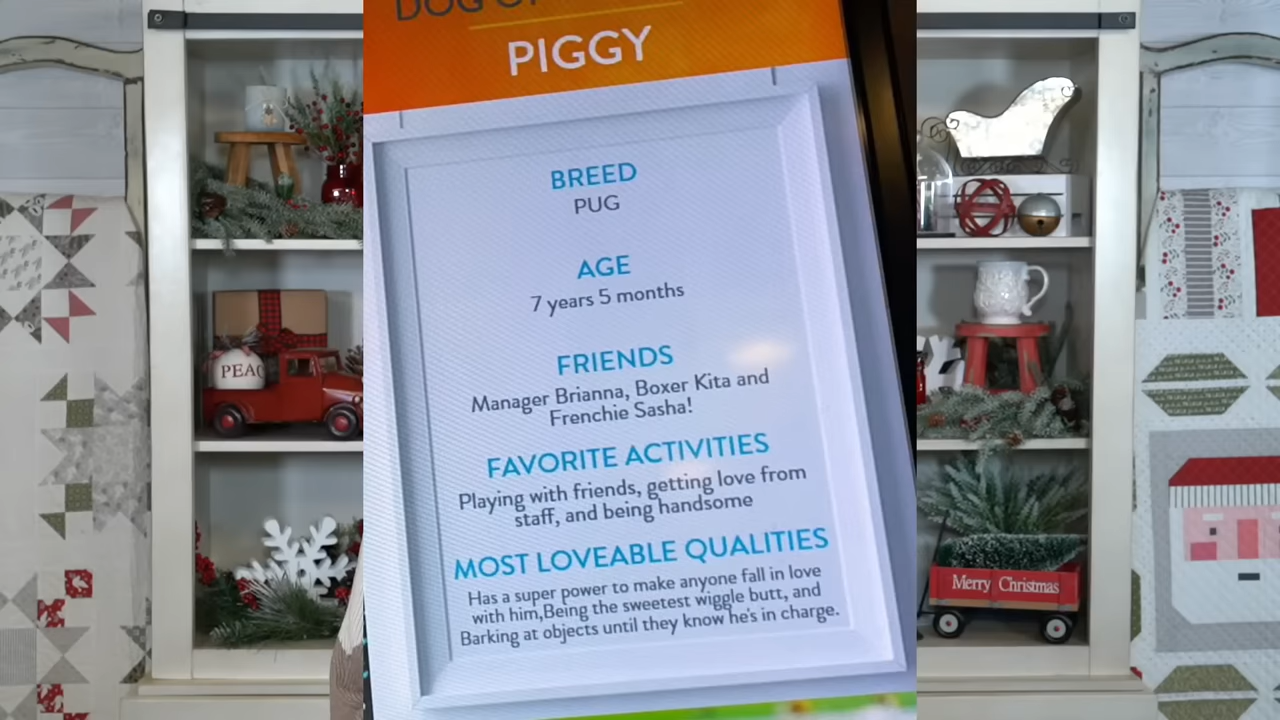 DOG O
PIGGY
BREED
PUG
AGE
7 years 5 months
FRIENDS
Manager Brianna, Boxer Kita and
Frenchie Sasha!
FAVORITE ACTIVITIES
Playing with friends, getting love from
staff, and being handsome
MOST LOVEABLE QUALITIES
Has a super power to make anyone fall in love
with him,Being the sweetest wiggle butt, and
Barking at objects until they know he's in charge.
PEAC
Merry Christmas